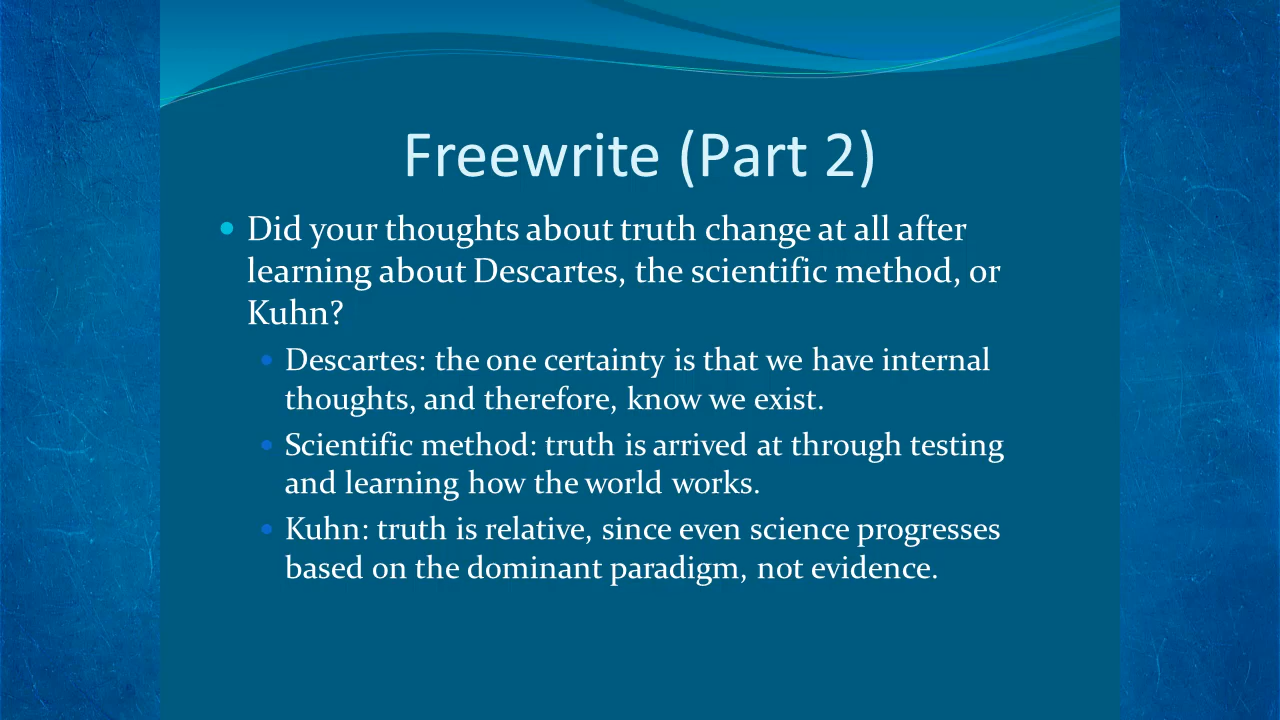 Freewrite (Part 2)
• Did your thoughts about truth change at all after
learning about Descartes, the scientific method, or
Kuhn?
• Descartes: the one certainty is that we have internal
thoughts, and therefore, know we exist.
• Scientific method: truth is arrived at through testing
and learning how the world works.
• Kuhn: truth is relative, since even science progresses
based on the dominant paradigm, not evidence.